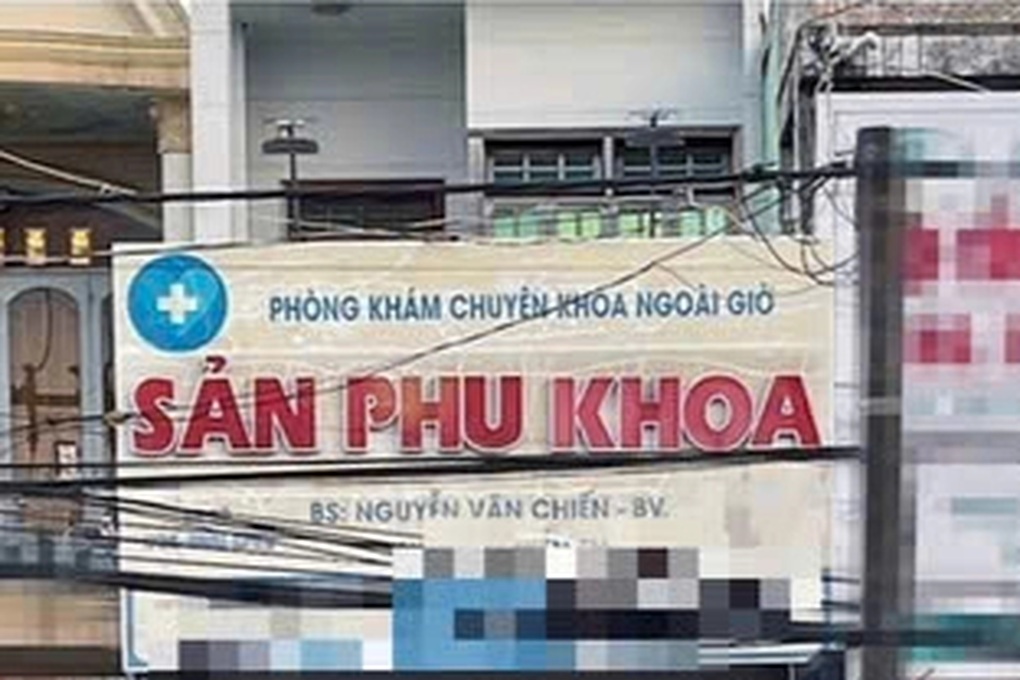 PHÒNG KHÁM CHUYÊN KHOA NGOÀI GIỜ
SẢN PHỤ KHOA
BS: NGUYỄN VĂN CHIẾN - BV.